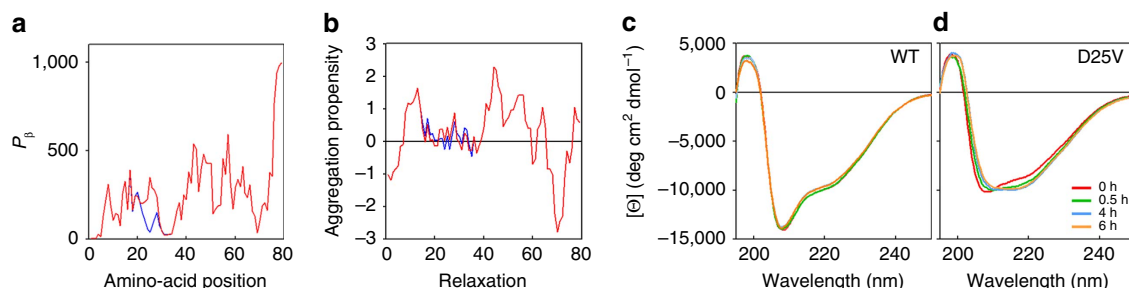 a
1,000
500
0
Pβ
0 20 40 60 80
Amino-acid position
b
3
2
1
0
−1
−2
−3
Aggregation propensity
0 20 40 60 80
Relaxation
c
WT
5,000
0
−5,000
−10,000
−15,000
[Θ] (deg cm² dmol⁻¹)
200 220 240
Wavelength (nm)
d
D25V
0 h
0.5 h
4 h
6 h
200 220 240
Wavelength (nm)